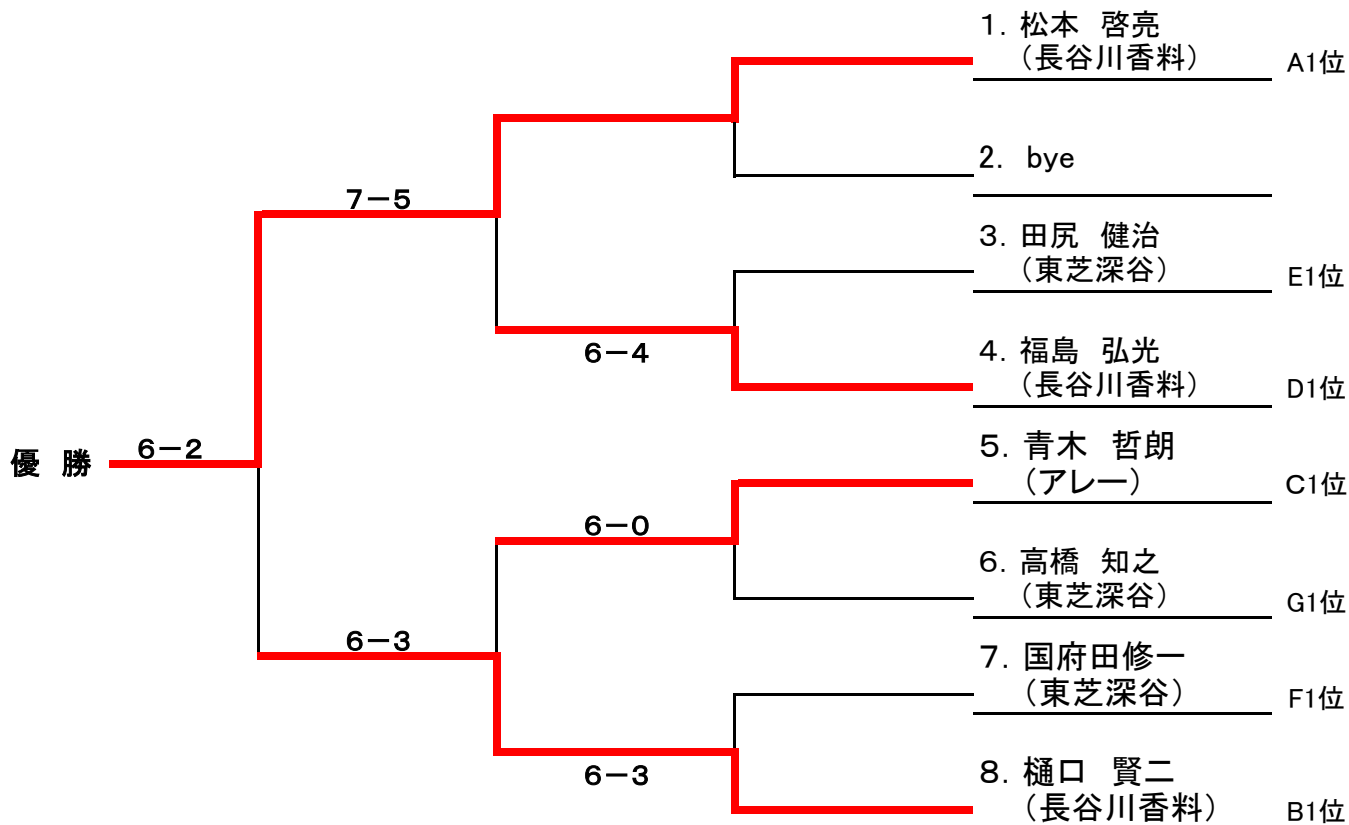 1. 松本　啓亮
（長谷川香料）
A1位
2. bye
7－5
3. 田尻　健治
（東芝深谷）
E1位
6－4
4. 福島　弘光
（長谷川香料）
D1位
優　勝
6－2
5. 青木　哲朗
（アレー）
C1位
6－0
6. 高橋　知之
（東芝深谷）
G1位
6－3
7. 国府田修一
（東芝深谷）
F1位
6－3
8. 樋口　賢二
（長谷川香料）
B1位